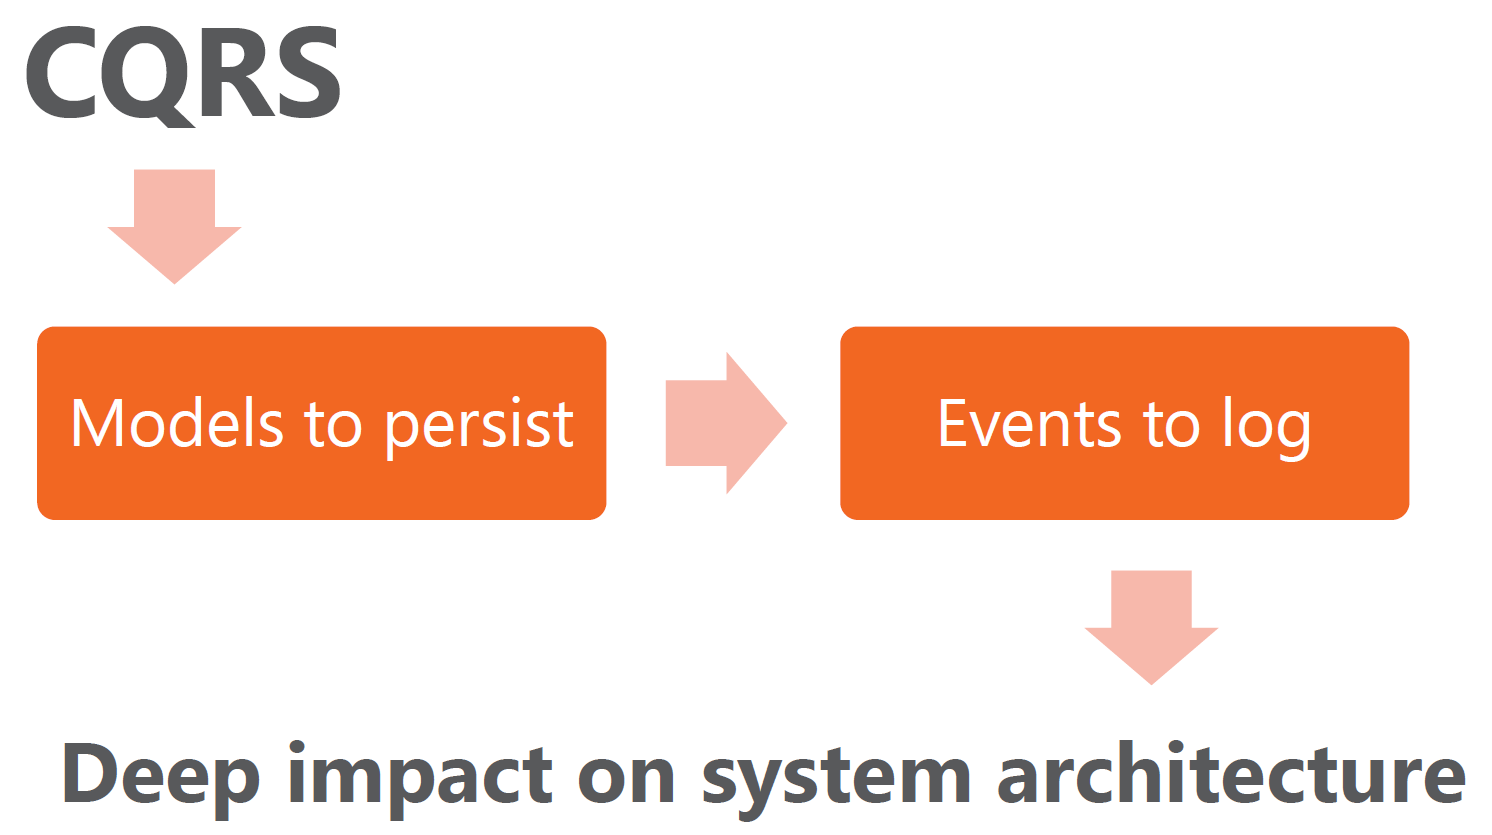 CQRS
Models to persist
Events to log
Deep impact on system architecture